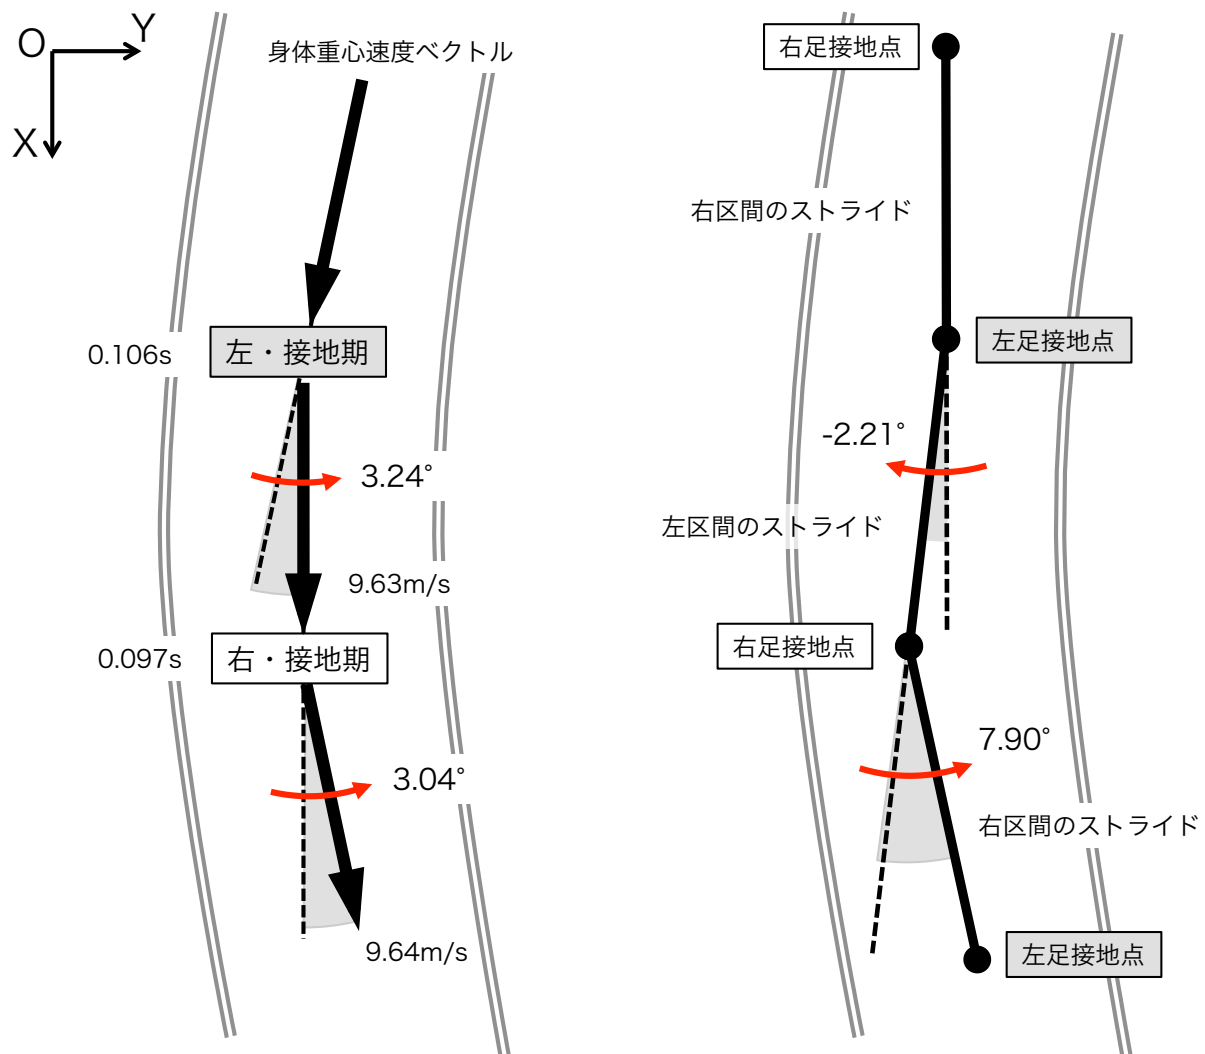 O
Y
X
身体重心速度ベクトル
0.106s
左・接地期
3.24°
9.63m/s
0.097s
右・接地期
3.04°
9.64m/s
右足接地点
右区間のストライド
左足接地点
-2.21°
左区間のストライド
右足接地点
7.90°
右区間のストライド
左足接地点